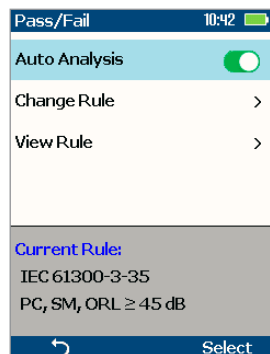 Pass/Fail 10:42
Auto Analysis
Change Rule >
View Rule >
Current Rule:
IEC 61300-3-35
PC, SM, ORL ≥ 45 dB
Select